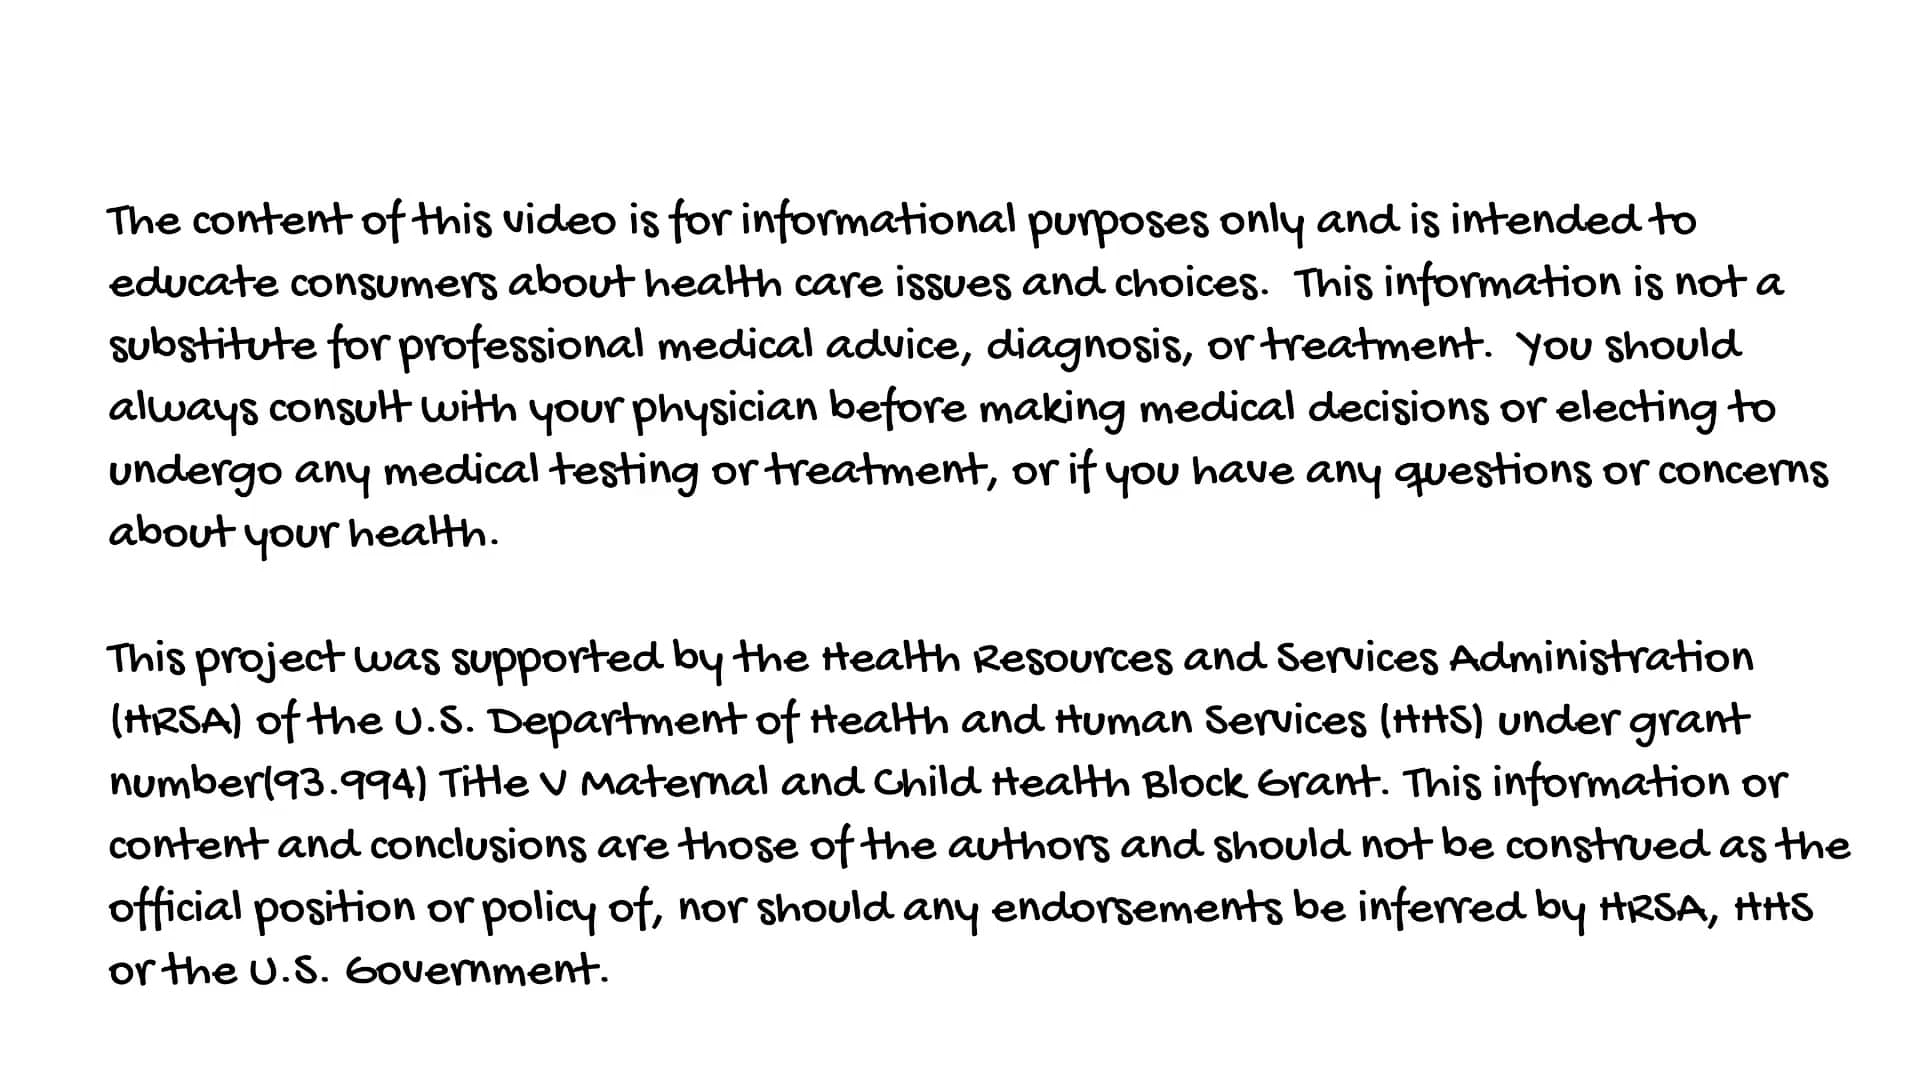 The content of this video is for informational purposes only and is intended to
educate consumers about health care issues and choices.  This information is not a
substitute for professional medical advice, diagnosis, or treatment.  You should
always consult with your physician before making medical decisions or electing to
undergo any medical testing or treatment, or if you have any questions or concerns
about your health.

This project was supported by the Health Resources and Services Administration
(HRSA) of the U.S. Department of Health and Human Services (HHS) under grant
number(93.994) Title V Maternal and Child Health Block Grant. This information or
content and conclusions are those of the authors and should not be construed as the
official position or policy of, nor should any endorsements be inferred by HRSA, HHS
or the U.S. Government.